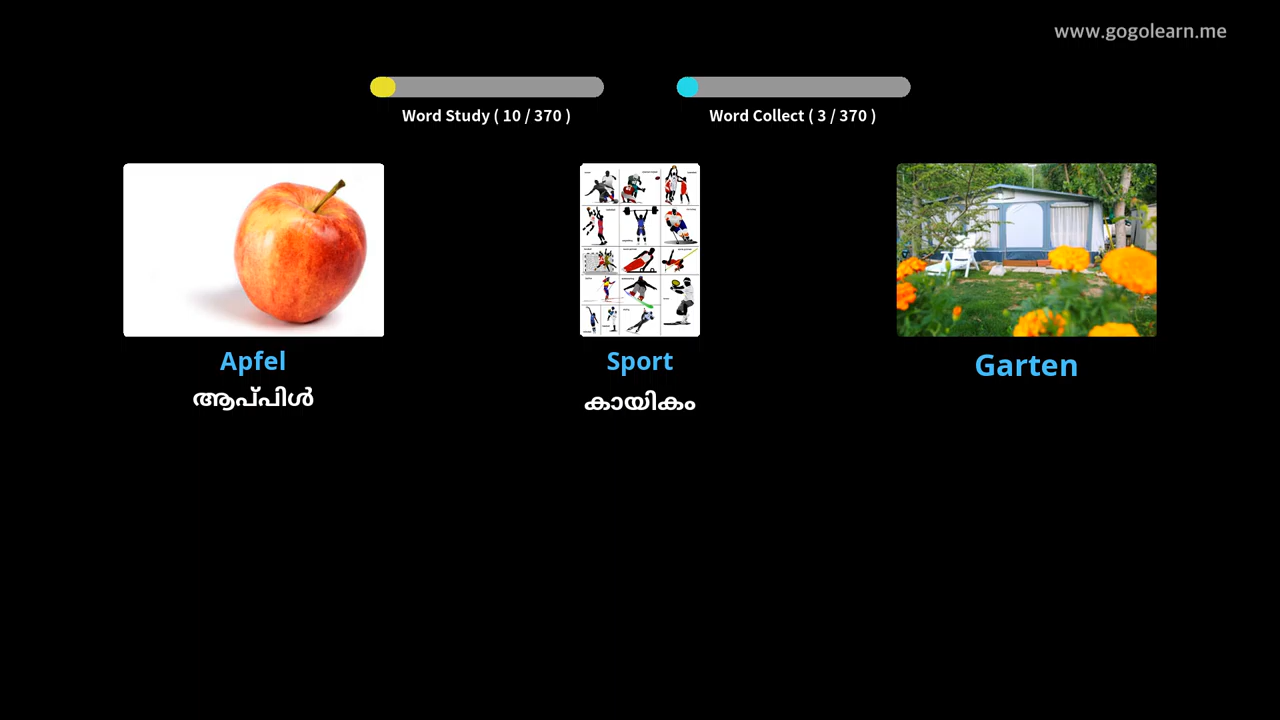 www.gogolearn.me
Word Study ( 10 / 370 )
Word Collect ( 3 / 370 )
Apfel
Sport
Garten
ആപ്പിൾ
കായികം